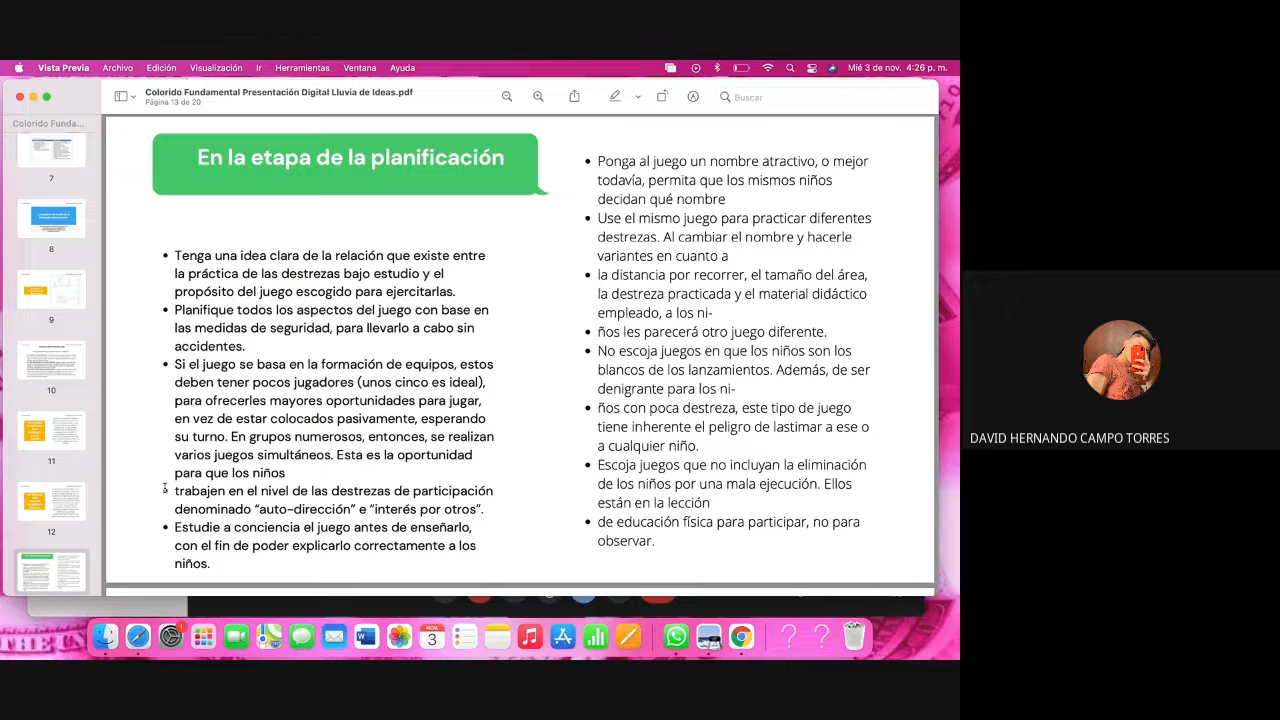 Vista Previa Archivo Edición Visualización Ir Herramientas Ventana Ayuda Mié 3 de nov. 4:26 p. m.
Colorido Fundamental Presentación Digital Lluvia de Ideas.pdf
Página 13 de 20
Buscar
Colorido Funda...
7
8
9
10
11
12
En la etapa de la planificación
• Tenga una idea clara de la relación que existe entre
la práctica de las destrezas bajo estudio y el
propósito del juego escogido para ejercitarlas.
• Planifique todos los aspectos del juego con base en
las medidas de seguridad, para llevarlo a cabo sin
accidentes.
• Si el juego se basa en la formación de equipos, estos
deben tener pocos jugadores (unos cinco es ideal),
para ofrecerles mayores oportunidades para jugar,
en vez de estar colocados pasivamente, esperando
su turno. En grupos numerosos, entonces, se realizan
varios juegos simultáneos. Esta es la oportunidad
para que los niños
• trabajen en el nivel de las destrezas de participación
denominado “auto-dirección” e “interés por otros”.
• Estudie a conciencia el juego antes de enseñarlo,
con el fin de poder explicarlo correctamente a los
niños.
• Ponga al juego un nombre atractivo, o mejor
todavía, permita que los mismos niños
decidan qué nombre
• Use el mismo juego para practicar diferentes
destrezas. Al cambiar el nombre y hacerle
variantes en cuanto a
• la distancia por recorrer, el tamaño del área,
la destreza practicada y el material didáctico
empleado, a los ni-
• ños les parecerá otro juego diferente.
• No escoja juegos en que los niños son los
blancos de los lanzamientos. Además, de ser
denigrante para los ni-
• ños con poca destreza, este tipo de juego
tiene inherente el peligro de lastimar a ese o
a cualquier niño.
• Escoja juegos que no incluyan la eliminación
de los niños por una mala ejecución. Ellos
están en la lección
• de educación física para participar, no para
observar.
DAVID HERNANDO CAMPO TORRES
NOV.
3